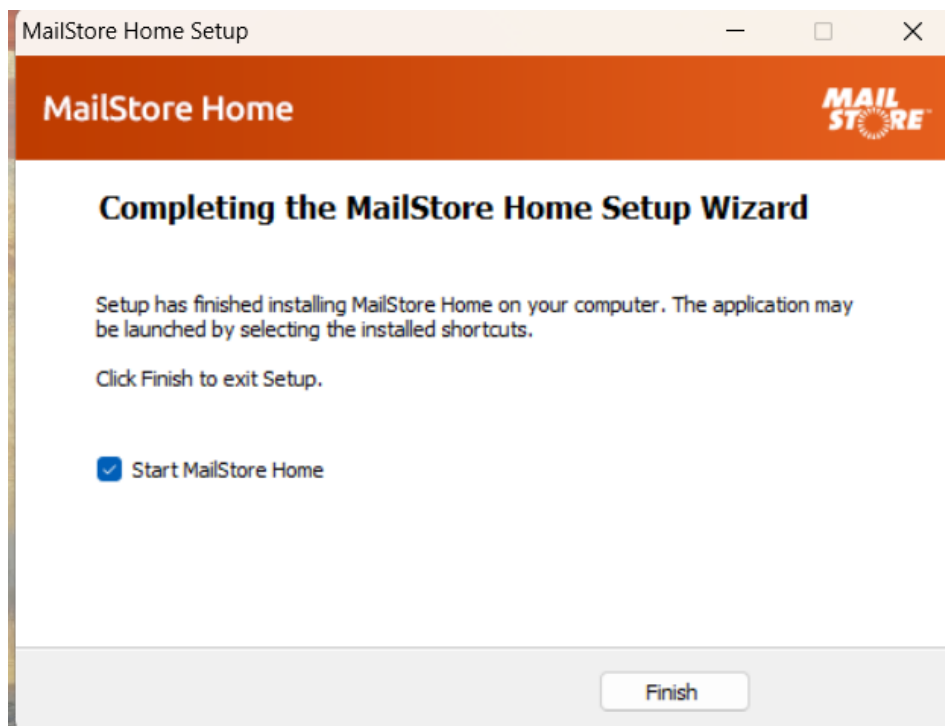 MailStore Home Setup
MailStore Home
MAIL
STORE™
Completing the MailStore Home Setup Wizard
Setup has finished installing MailStore Home on your computer. The application may
be launched by selecting the installed shortcuts.
Click Finish to exit Setup.
Start MailStore Home
Finish